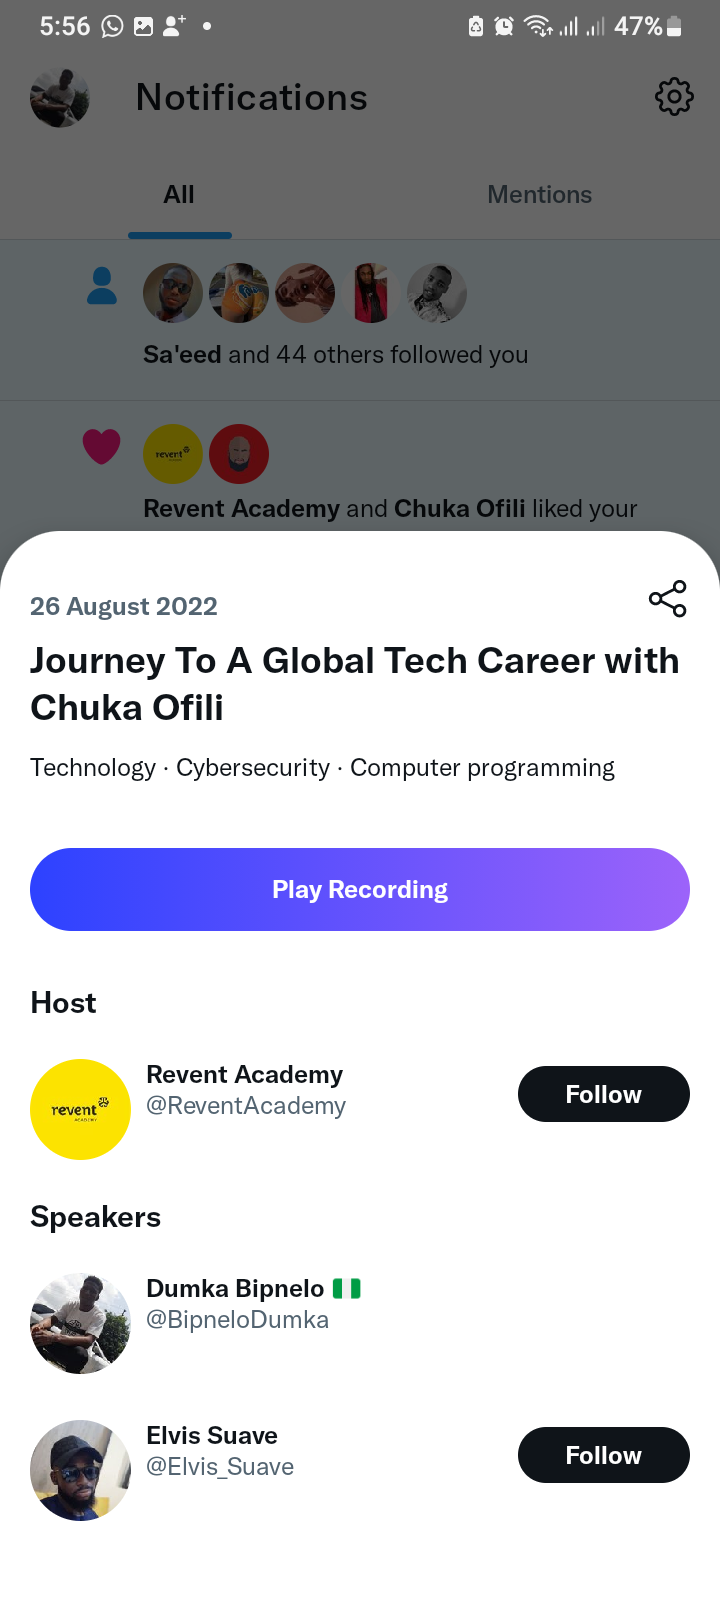 5:56
47%
Notifications
All
Mentions
Sa'eed and 44 others followed you
revent
Revent Academy and Chuka Ofili liked your
26 August 2022
Journey To A Global Tech Career with
Chuka Ofili
Technology · Cybersecurity · Computer programming
Play Recording
Host
Revent Academy
@ReventAcademy
Follow
revent
ACADEMY
Speakers
Dumka Bipnelo 🇳🇬
@BipneloDumka
Elvis Suave
@Elvis_Suave
Follow